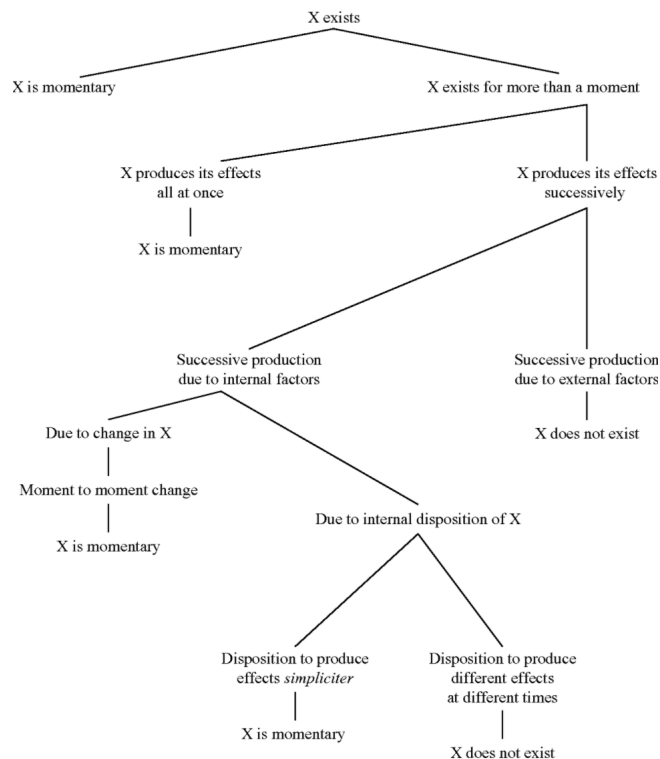 X exists
X is momentary
X exists for more than a moment
X produces its effects
all at once
X produces its effects
successively
X is momentary
Successive production
due to internal factors
Successive production
due to external factors
Due to change in X
X does not exist
Moment to moment change
Due to internal disposition of X
X is momentary
Disposition to produce
effects simpliciter
Disposition to produce
different effects
at different times
X is momentary
X does not exist